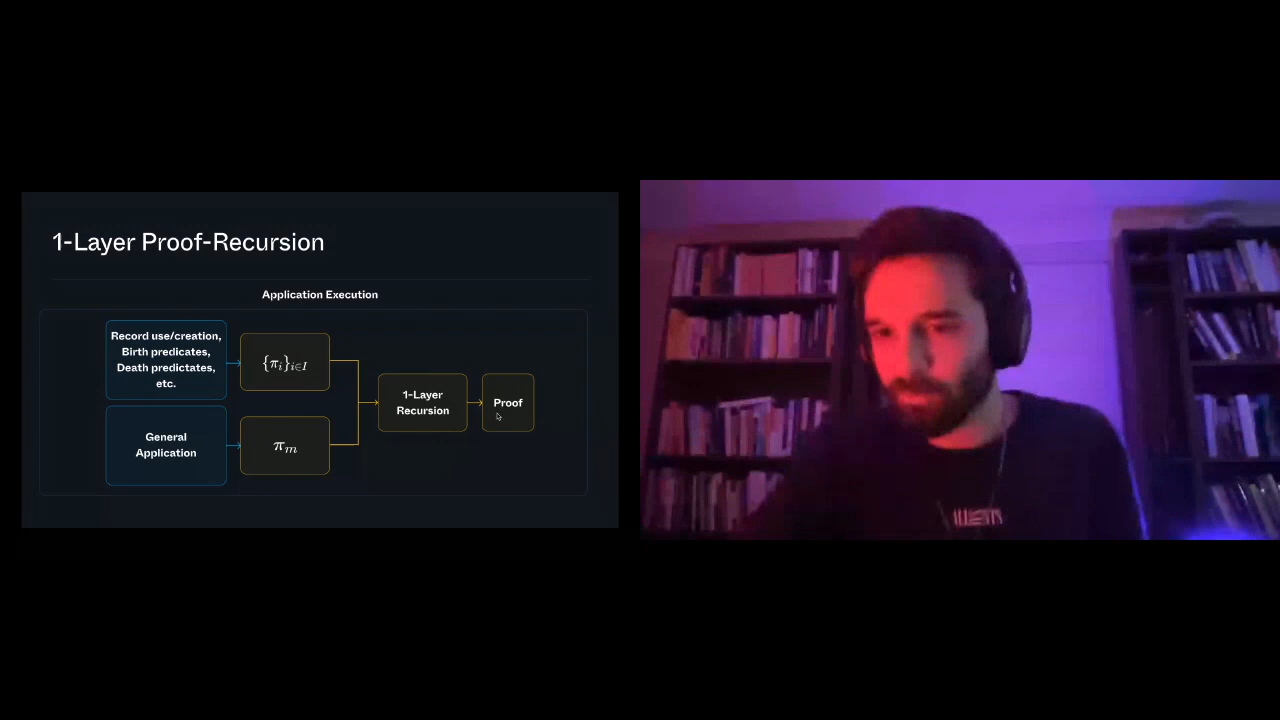 1-Layer Proof-Recursion
Application Execution
Record use/creation,
Birth predicates,
Death predictates,
etc.
{π_i}_{i∈I}
General
Application
π_m
1-Layer
Recursion
Proof